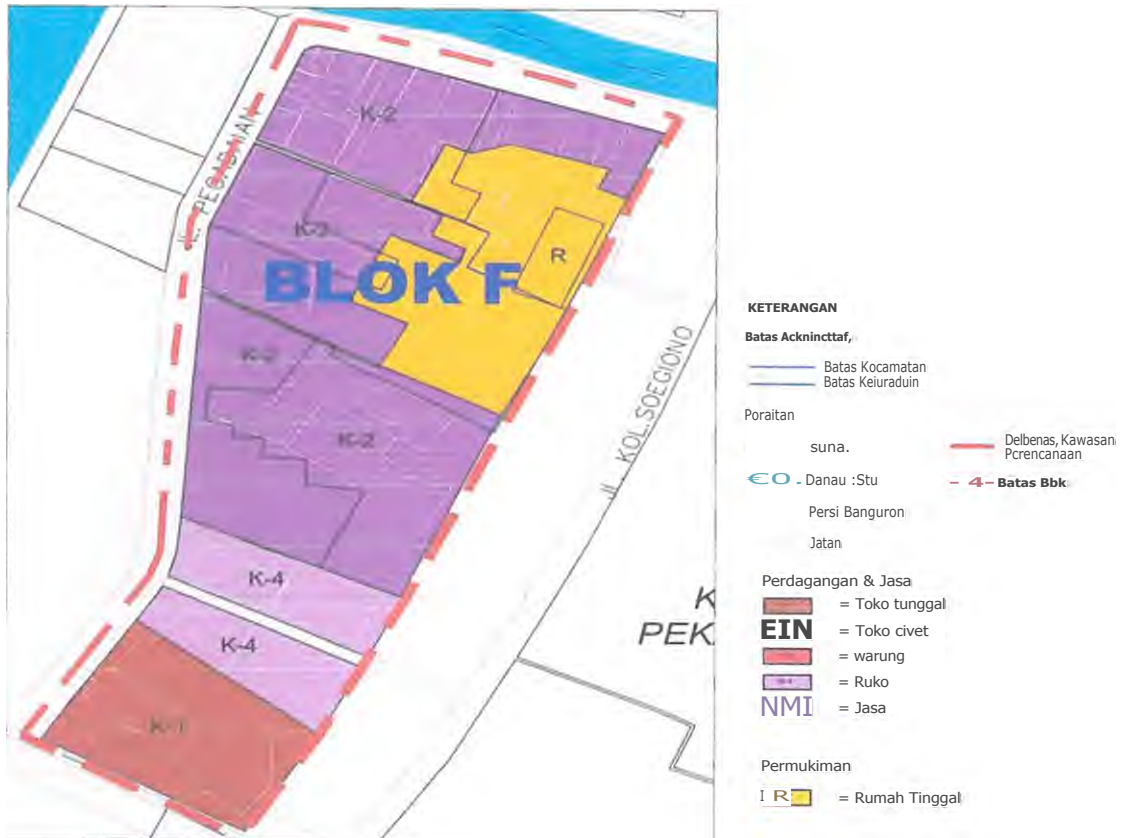 K-2
JL. PEGADAIAN
R
BLOK F
K-2
JL. KOL.SOEGIONO
K-4
K-4
K-1
K
PEK
KETERANGAN
Batas Acknincttaf,
Batas Kocamatan
Batas Keiuraduin
Poraitan
suna.
€O . Danau :Stu
Persi Banguron
Jatan
Delbenas, Kawasan
Pcrencanaan
- 4- Batas Bbk
Perdagangan & Jasa
= Toko tunggal
EIN = Toko civet
= warung
= Ruko
NMI = Jasa
Permukiman
I R = Rumah Tinggal